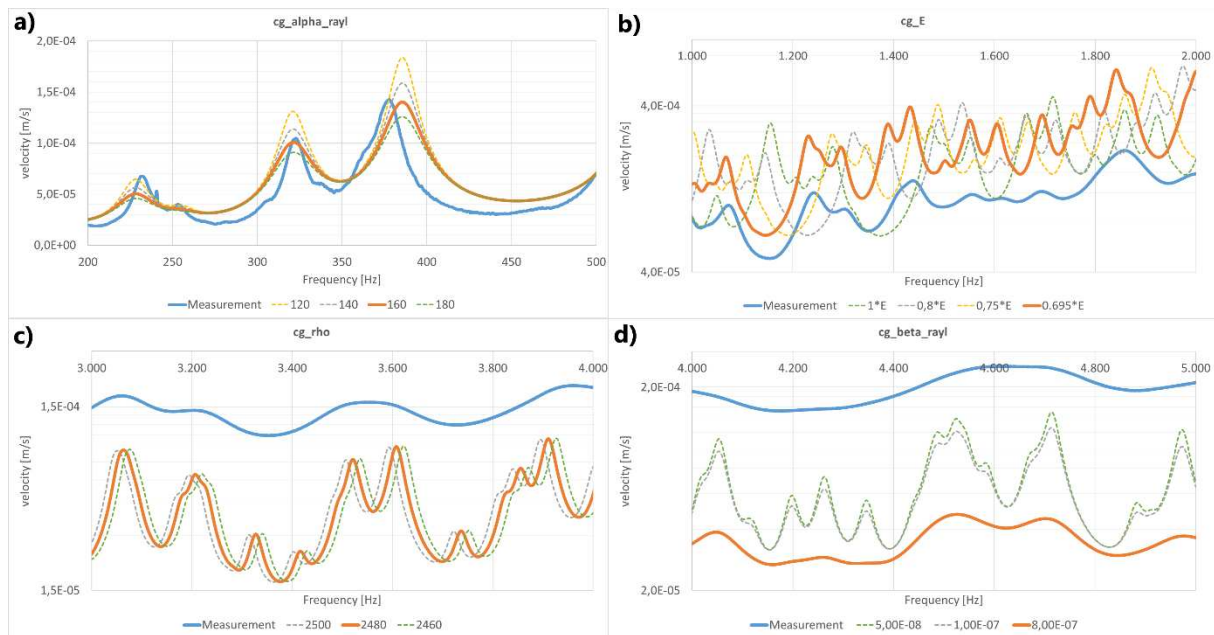 a)
cg_alpha_rayl
2,0E-04
1,5E-04
1,0E-04
5,0E-05
0,0E+00
velocity [m/s]
200 250 300 350 400 450 500
Frequency [Hz]
Measurement 120 140 160 180
b)
cg_E
1.000 1.200 1.400 1.600 1.800 2.000
4,0E-04
4,0E-05
velocity [m/s]
Frequency [Hz]
Measurement 1*E 0,8*E 0,75*E 0.695*E
c)
cg_rho
3.000 3.200 3.400 3.600 3.800 4.000
1,5E-04
1,5E-05
velocity [m/s]
Frequency [Hz]
Measurement 2500 2480 2460
d)
cg_beta_rayl
4.000 4.200 4.400 4.600 4.800 5.000
2,0E-04
2,0E-05
velocity [m/s]
Frequency [Hz]
Measurement 5,00E-08 1,00E-07 8,00E-07